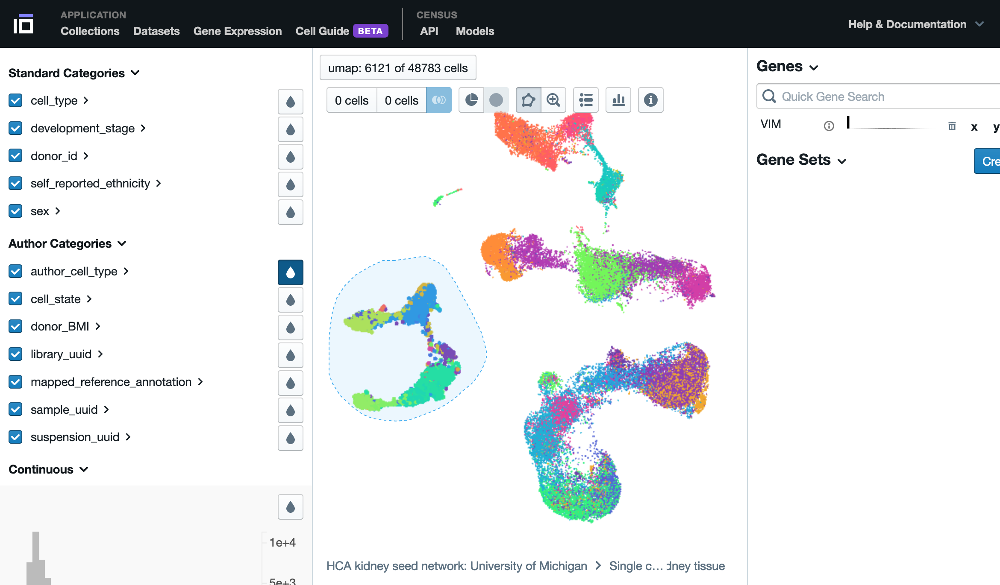 APPLICATION
Collections Datasets Gene Expression Cell Guide BETA
CENSUS
API Models
Help & Documentation
Standard Categories
cell_type
development_stage
donor_id
self_reported_ethnicity
sex
Author Categories
author_cell_type
cell_state
donor_BMI
library_uuid
mapped_reference_annotation
sample_uuid
suspension_uuid
Continuous
1e+4
5e+3
umap: 6121 of 48783 cells
0 cells 0 cells
HCA kidney seed network: University of Michigan > Single c... dney tissue
Genes
Quick Gene Search
VIM x y
Gene Sets
Cre